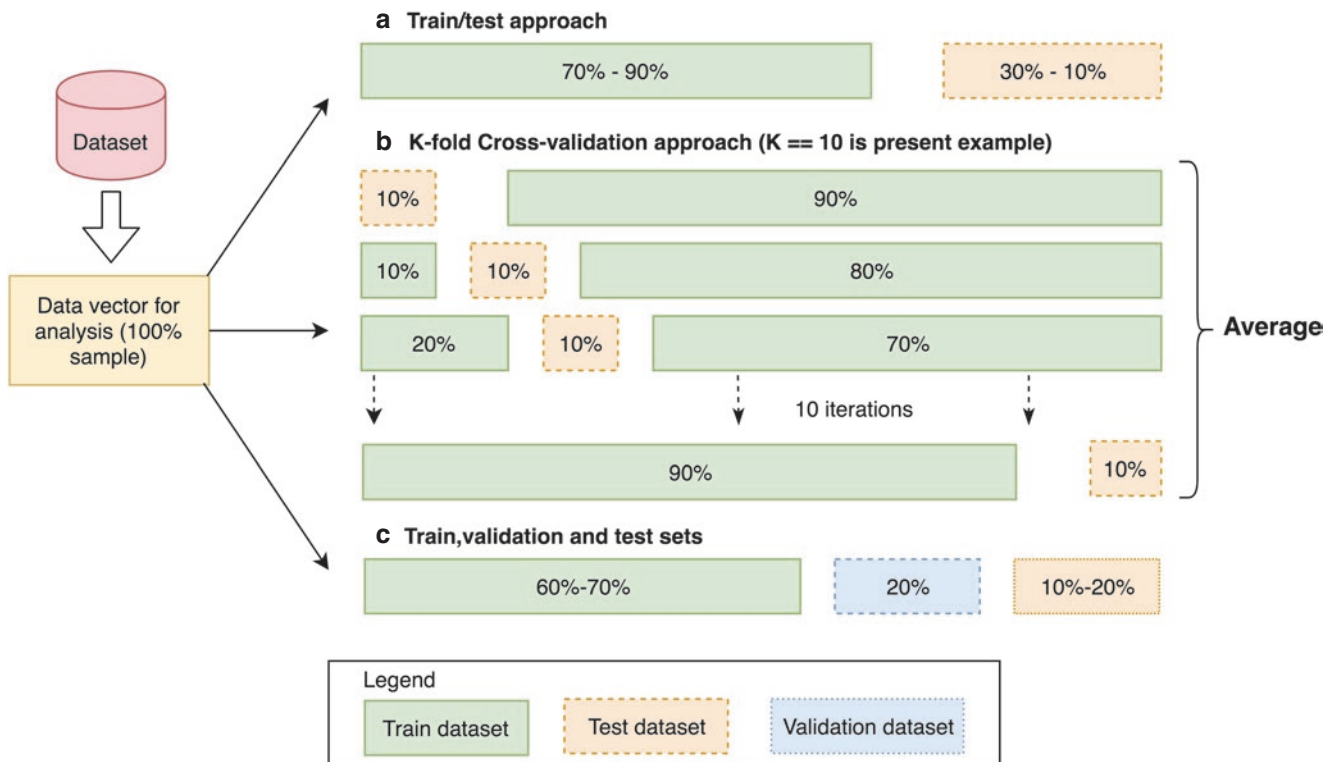 a Train/test approach
70% - 90%
30% - 10%
Dataset
b K-fold Cross-validation approach (K == 10 is present example)
10%
90%
10%
10%
80%
Data vector for
analysis (100%
sample)
20%
10%
70%
Average
10 iterations
90%
10%
c Train,validation and test sets
60%-70%
20%
10%-20%
Legend
Train dataset
Test dataset
Validation dataset